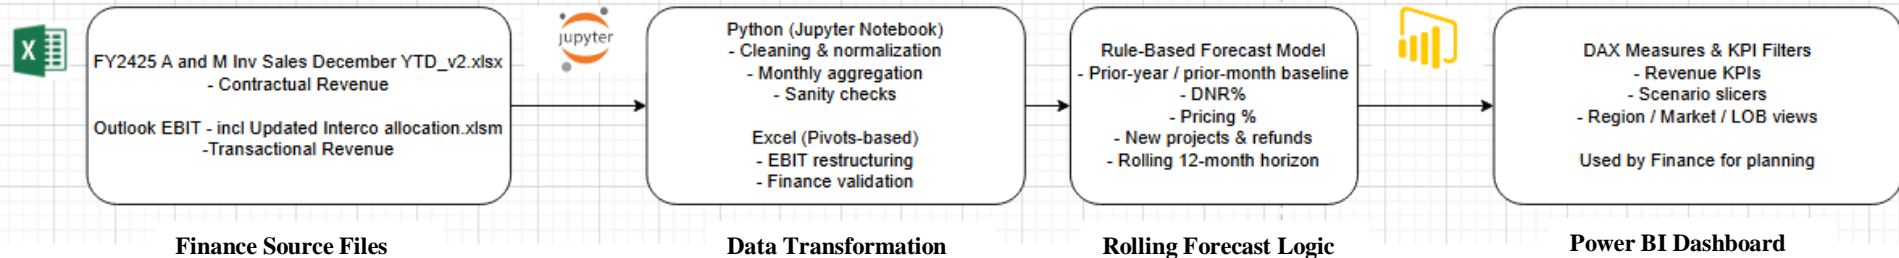 X
FY2425 A and M Inv Sales December YTD_v2.xlsx
- Contractual Revenue
Outlook EBIT - incl Updated Interco allocation.xlsm
-Transactional Revenue
Finance Source Files
jupyter
Python (Jupyter Notebook)
- Cleaning & normalization
- Monthly aggregation
- Sanity checks
Excel (Pivots-based)
- EBIT restructuring
- Finance validation
Data Transformation
Rule-Based Forecast Model
- Prior-year / prior-month baseline
- DNR%
- Pricing %
- New projects & refunds
- Rolling 12-month horizon
Rolling Forecast Logic
DAX Measures & KPI Filters
- Revenue KPIs
- Scenario slicers
- Region / Market / LOB views
Used by Finance for planning
Power BI Dashboard